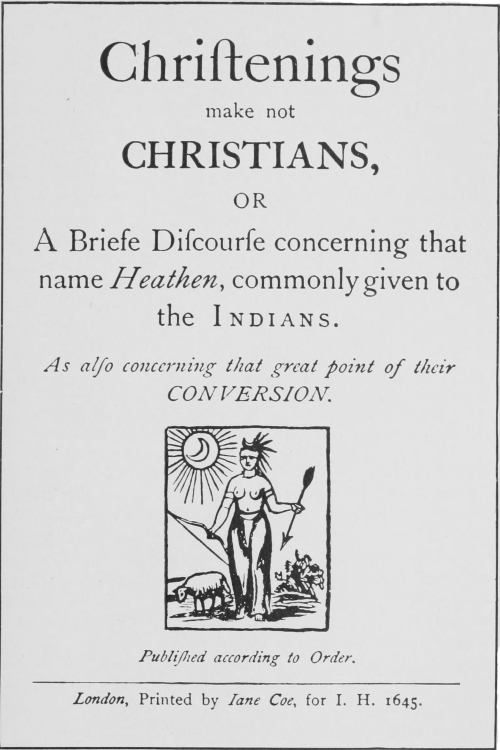 Chriſtenings
make not
CHRISTIANS,
OR
A Briefe Diſcourſe concerning that
name Heathen, commonly given to
the INDIANS.
As alſo concerning that great point of their
CONVERSION.
Publiſhed according to Order.
London, Printed by Iane Coe, for I. H. 1645.